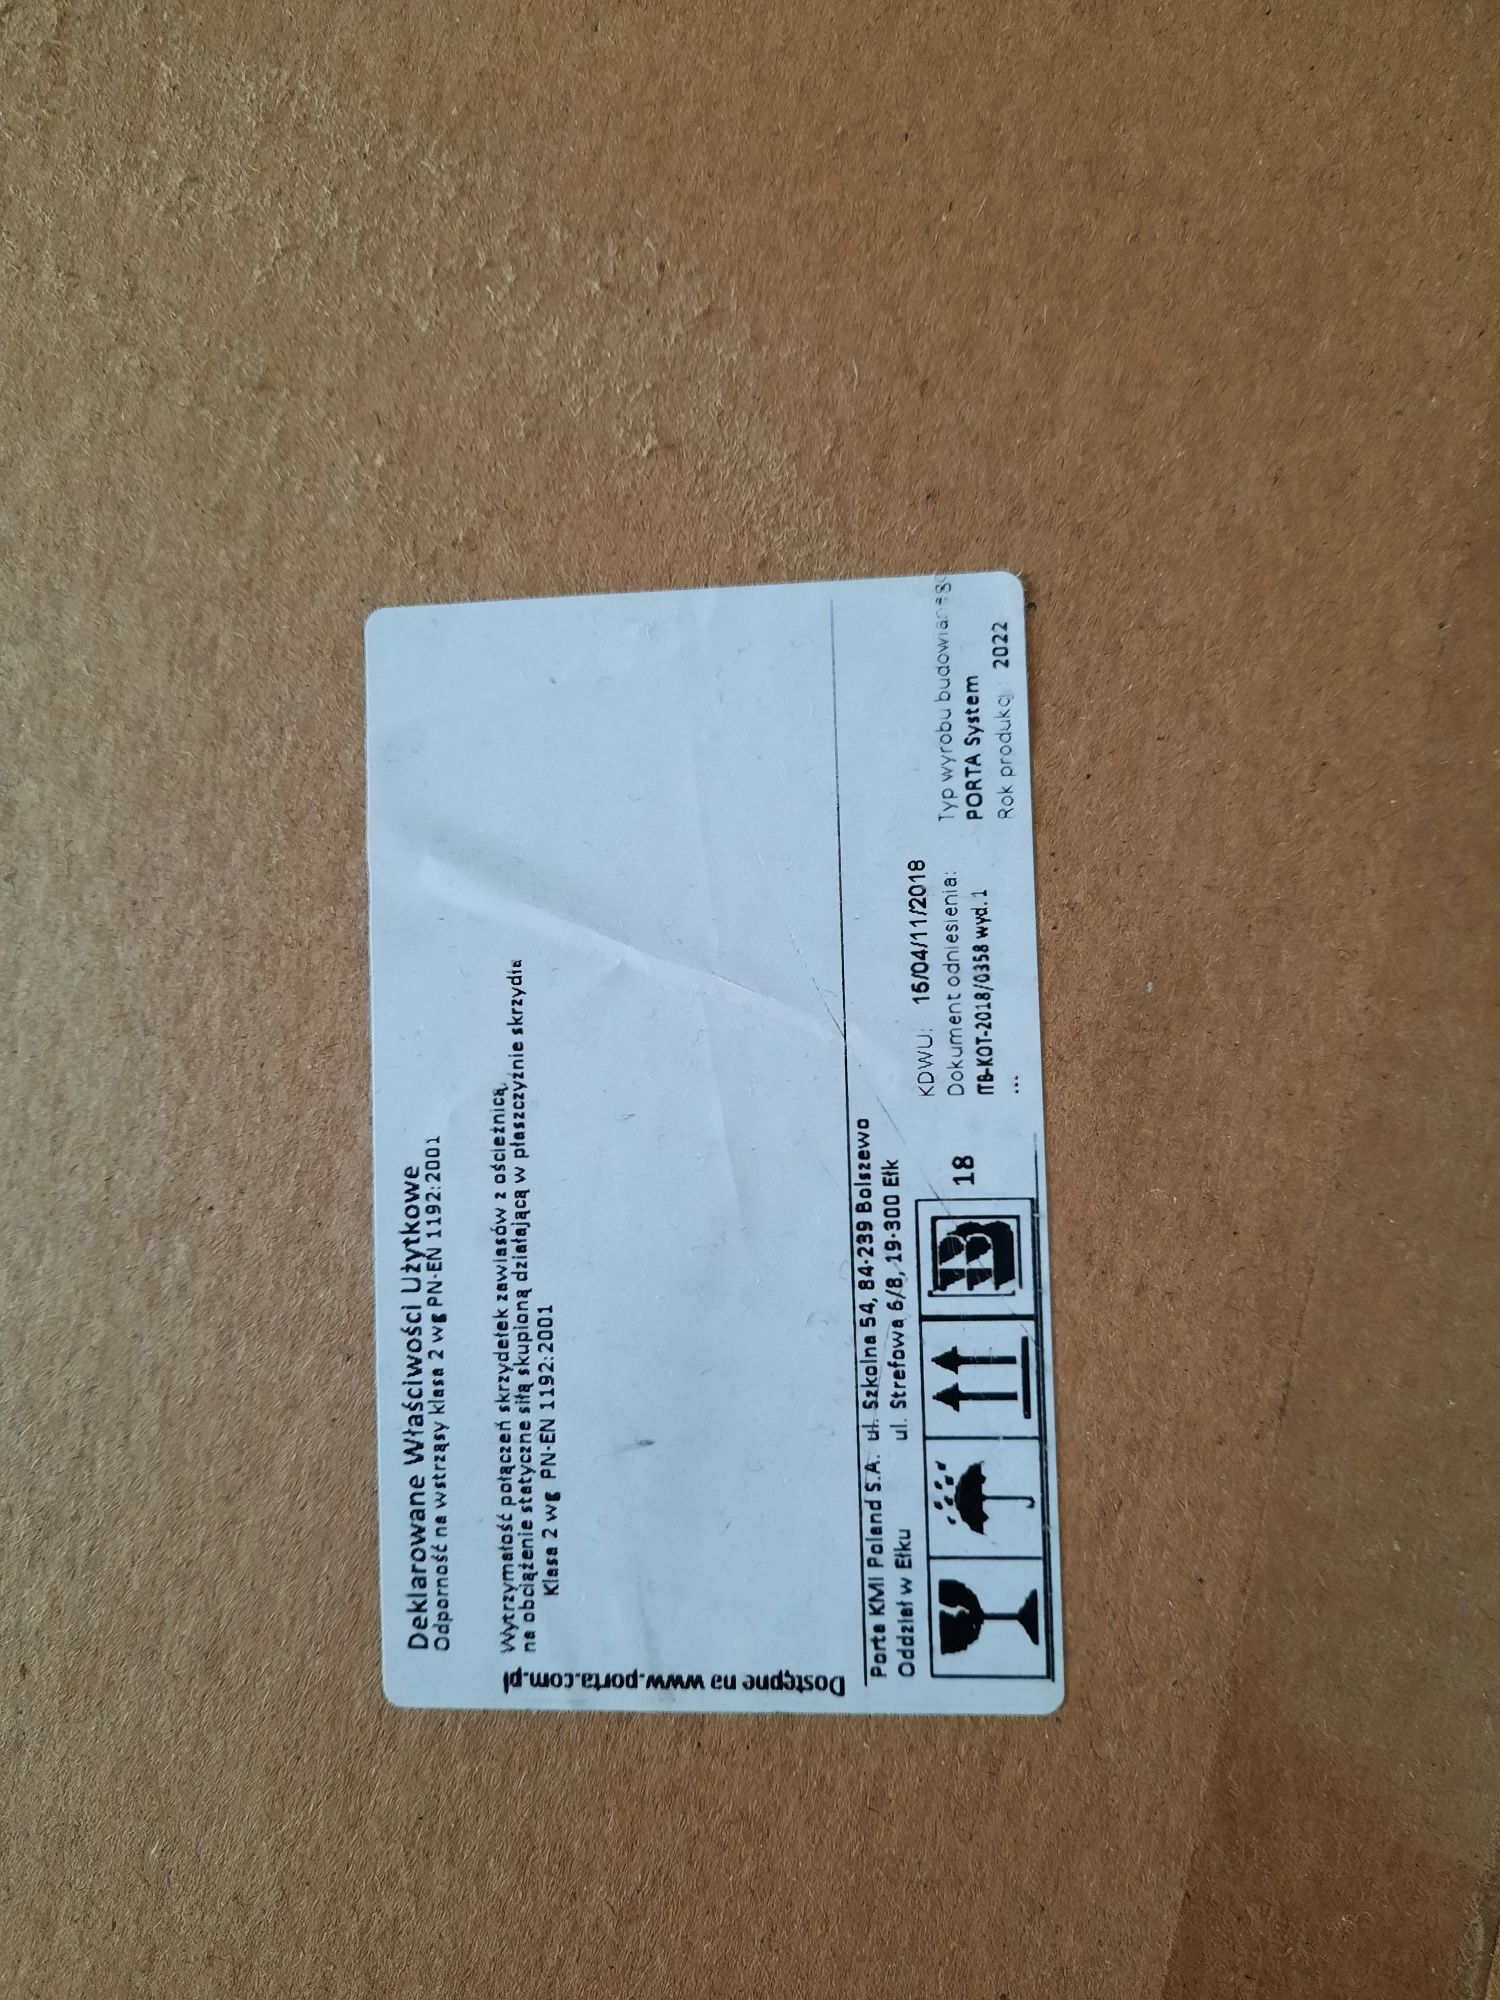 Deklarowane Właściwości Użytkowe
Odporność na wstrząsy klasa 2 wg PN-EN 1192:2001
Wytrzymałość połączeń skrzydełek zawiasów z ościeżnicą,
na obciążenie statyczne siłą skupioną działającą w płaszczyźnie skrzydła
Klasa 2 wg PN-EN 1192:2001
Dostępne na www.porta.com.pl
Porta KMI Poland S.A. ul. Szkolna 54, 84-239 Bolszewo
Oddział w Ełku ul. Strefowa 6/8, 19-300 Ełk
18
KDWU: 15/04/11/2018
Dokument odniesienia:
ITB-KOT-2018/0358 wyd.1
...
Typ wyrobu budowlanego
PORTA System
Rok produkcji: 2022